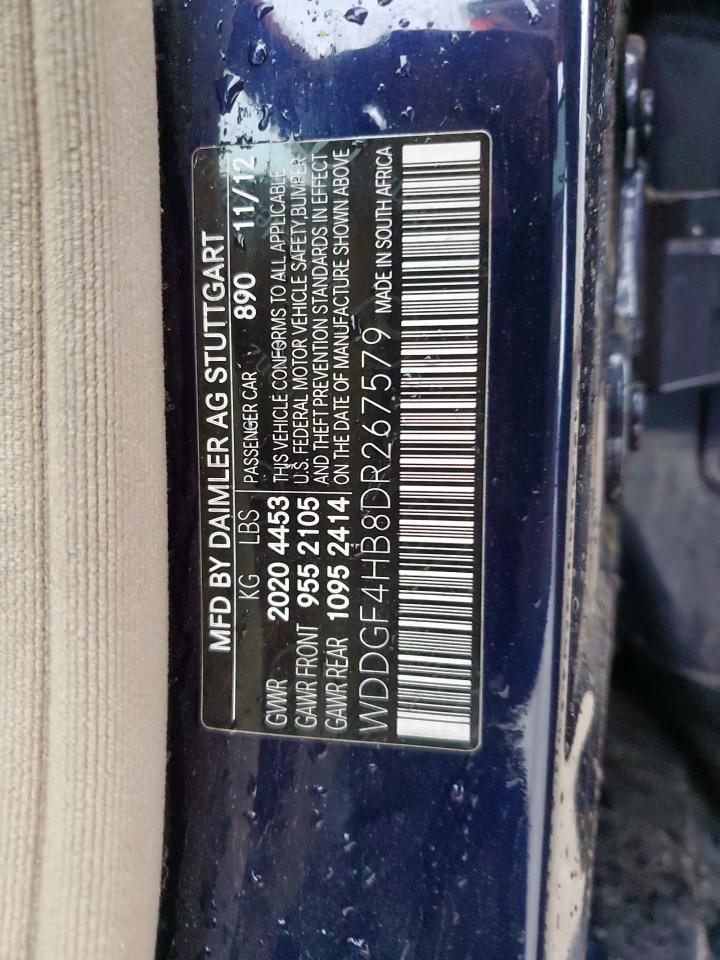 MFD BY DAIMLER AG STUTTGART
KG LBS PASSENGER CAR 890 11/12
GVWR 2020 4453 THIS VEHICLE CONFORMS TO ALL APPLICABLE
GAWR FRONT 955 2105 U.S. FEDERAL MOTOR VEHICLE SAFETY, BUMPER
GAWR REAR 1095 2414 AND THEFT PREVENTION STANDARDS IN EFFECT
ON THE DATE OF MANUFACTURE SHOWN ABOVE
WDDGF4HB8DR267579 MADE IN SOUTH AFRICA